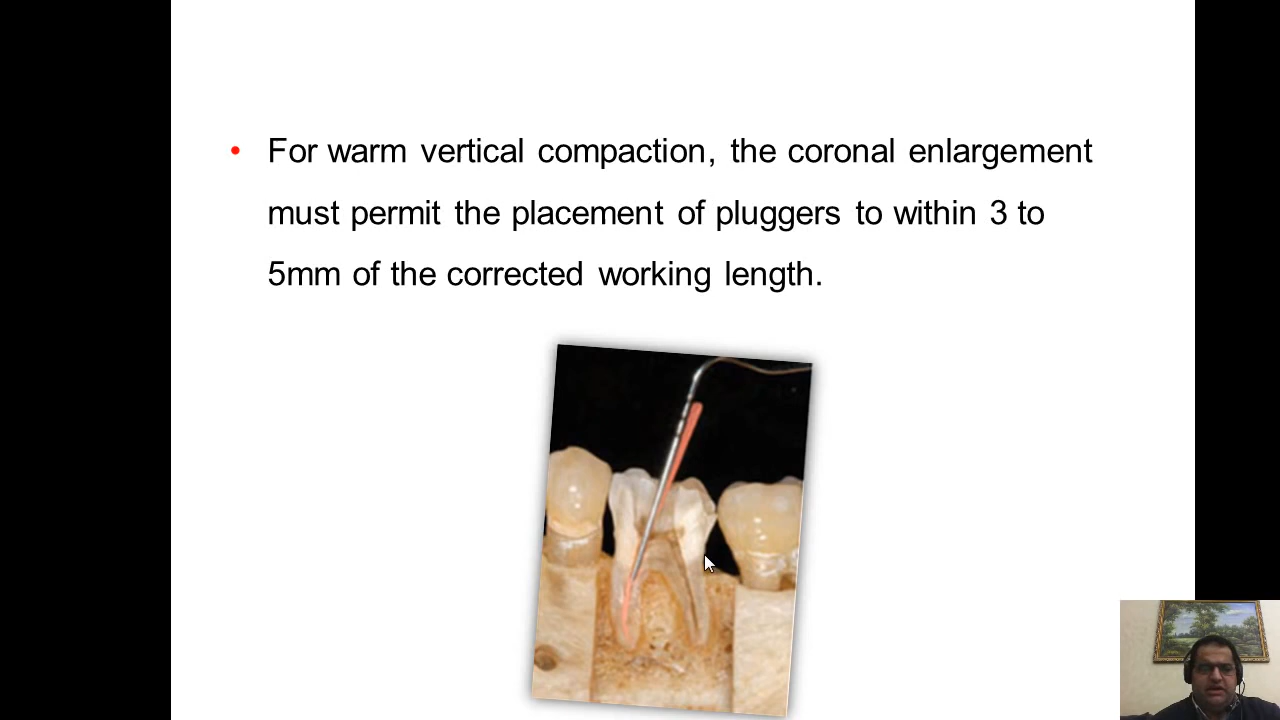 • For warm vertical compaction, the coronal enlargement
must permit the placement of pluggers to within 3 to
5mm of the corrected working length.